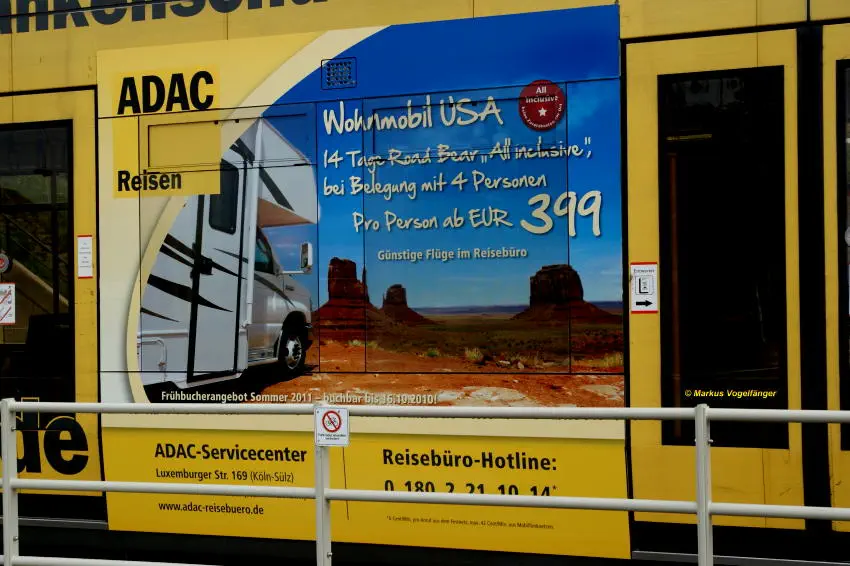 ADAC
Reisen
Wohnmobil USA
All
inclusive
14 Tage Road Bear „All inclusive“,
bei Belegung mit 4 Personen
Pro Person ab EUR 399
Günstige Flüge im Reisebüro
Entwerten
© Markus Vogelfänger
Frühbucherangebot Sommer 2011 – buchbar bis 16.10.2010!
de
ADAC-Servicecenter
Luxemburger Str. 169 (Köln-Sülz)
www.adac-reisebuero.de
Reisebüro-Hotline:
0 180 2 21 10 14*